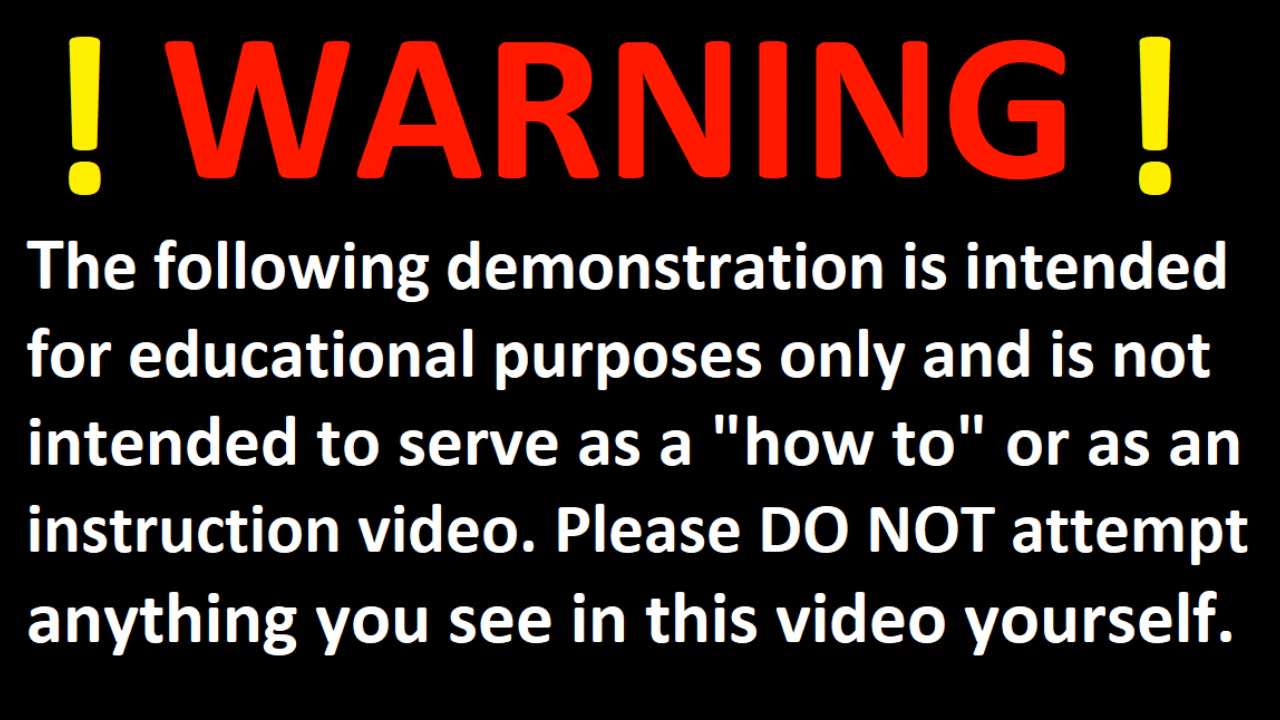 ! WARNING !
The following demonstration is intended
for educational purposes only and is not
intended to serve as a "how to" or as an
instruction video. Please DO NOT attempt
anything you see in this video yourself.